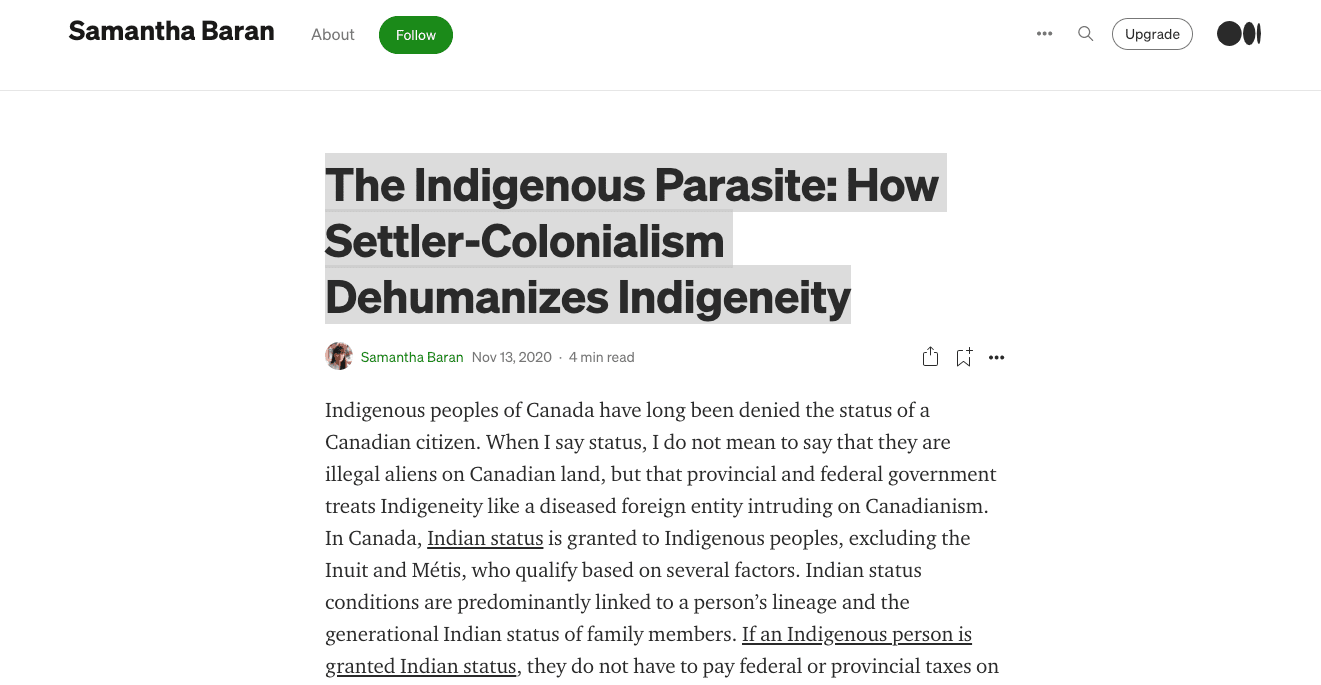 Samantha Baran
About
Follow
Upgrade
The Indigenous Parasite: How
Settler-Colonialism
Dehumanizes Indigeneity
Samantha Baran Nov 13, 2020 · 4 min read
Indigenous peoples of Canada have long been denied the status of a
Canadian citizen. When I say status, I do not mean to say that they are
illegal aliens on Canadian land, but that provincial and federal government
treats Indigeneity like a diseased foreign entity intruding on Canadianism.
In Canada, Indian status is granted to Indigenous peoples, excluding the
Inuit and Métis, who qualify based on several factors. Indian status
conditions are predominantly linked to a person’s lineage and the
generational Indian status of family members. If an Indigenous person is
granted Indian status, they do not have to pay federal or provincial taxes on